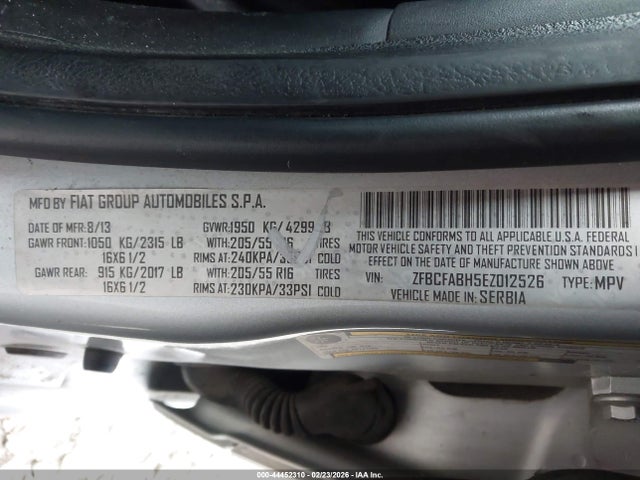 MFD BY FIAT GROUP AUTOMOBILES S.P.A.
DATE OF MFR: 8/13 GVWR: 1950 KG/ 4299 LB
GAWR FRONT: 1050 KG/2315 LB WITH: 205/55 R16 TIRES
16X6 1/2 RIMS AT: 240KPA/ PSI COLD
GAWR REAR: 915 KG/2017 LB WITH: 205/55 R16 TIRES
16X6 1/2 RIMS AT: 230KPA/33PSI COLD
THIS VEHICLE CONFORMS TO ALL APPLICABLE U.S.A. FEDERAL
MOTOR VEHICLE SAFETY, BUMPER, AND THEFT PREVENTION STANDARDS I
EFFECT ON THE DATE OF MANUFACTURE SHOWN ABOVE.
VIN: ZFBCFABH5EZ012526 TYPE: MPV
VEHICLE MADE IN: SERBIA
000-44452310 - 02/23/2026 - IAA Inc.